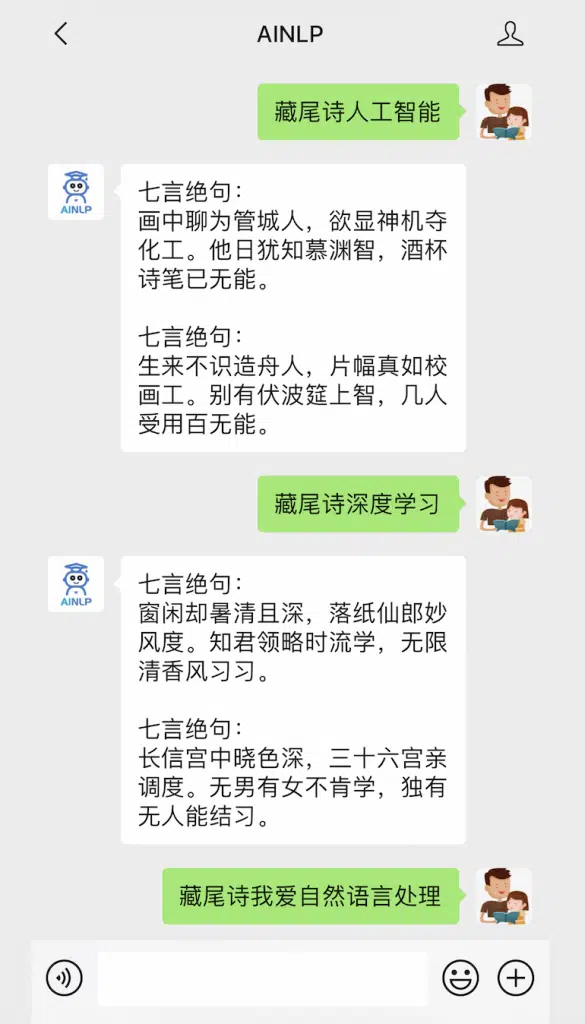 AINLP
藏尾诗人工智能
AINLP
七言绝句：
画中聊为管城人，欲显神机夺
化工。他日犹知慕渊智，酒杯
诗笔已无能。
七言绝句：
生来不识造舟人，片幅真如校
画工。别有伏波筵上智，几人
受用百无能。
藏尾诗深度学习
AINLP
七言绝句：
窗闲却暑清且深，落纸仙郎妙
风度。知君领略时流学，无限
清香风习习。
七言绝句：
长信宫中晓色深，三十六宫亲
调度。无男有女不肯学，独有
无人能结习。
藏尾诗我爱自然语言处理